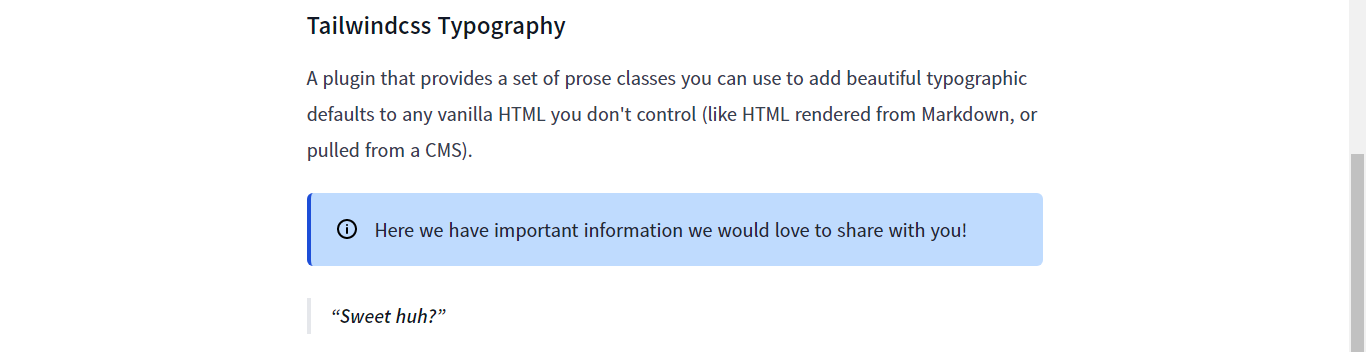 Tailwindcss Typography
A plugin that provides a set of prose classes you can use to add beautiful typographic
defaults to any vanilla HTML you don't control (like HTML rendered from Markdown, or
pulled from a CMS).
Here we have important information we would love to share with you!
“Sweet huh?”